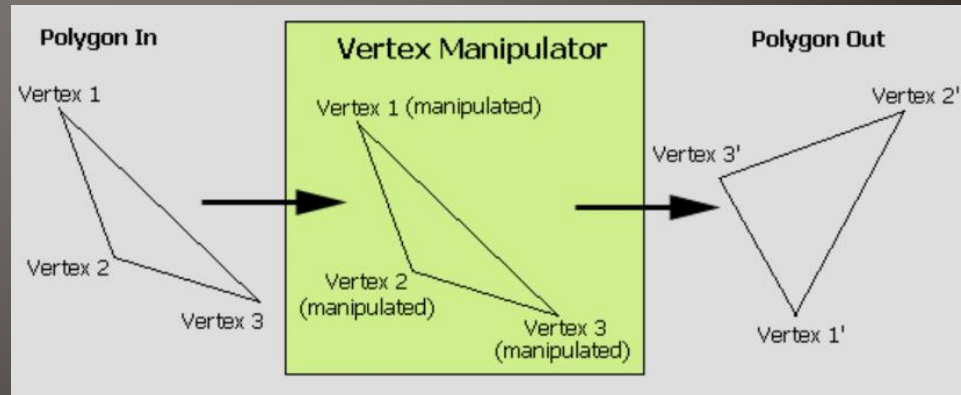 Polygon In
Vertex 1
Vertex 2
Vertex 3
Vertex Manipulator
Vertex 1 (manipulated)
Vertex 2
(manipulated)
Vertex 3
(manipulated)
Polygon Out
Vertex 2'
Vertex 3'
Vertex 1'